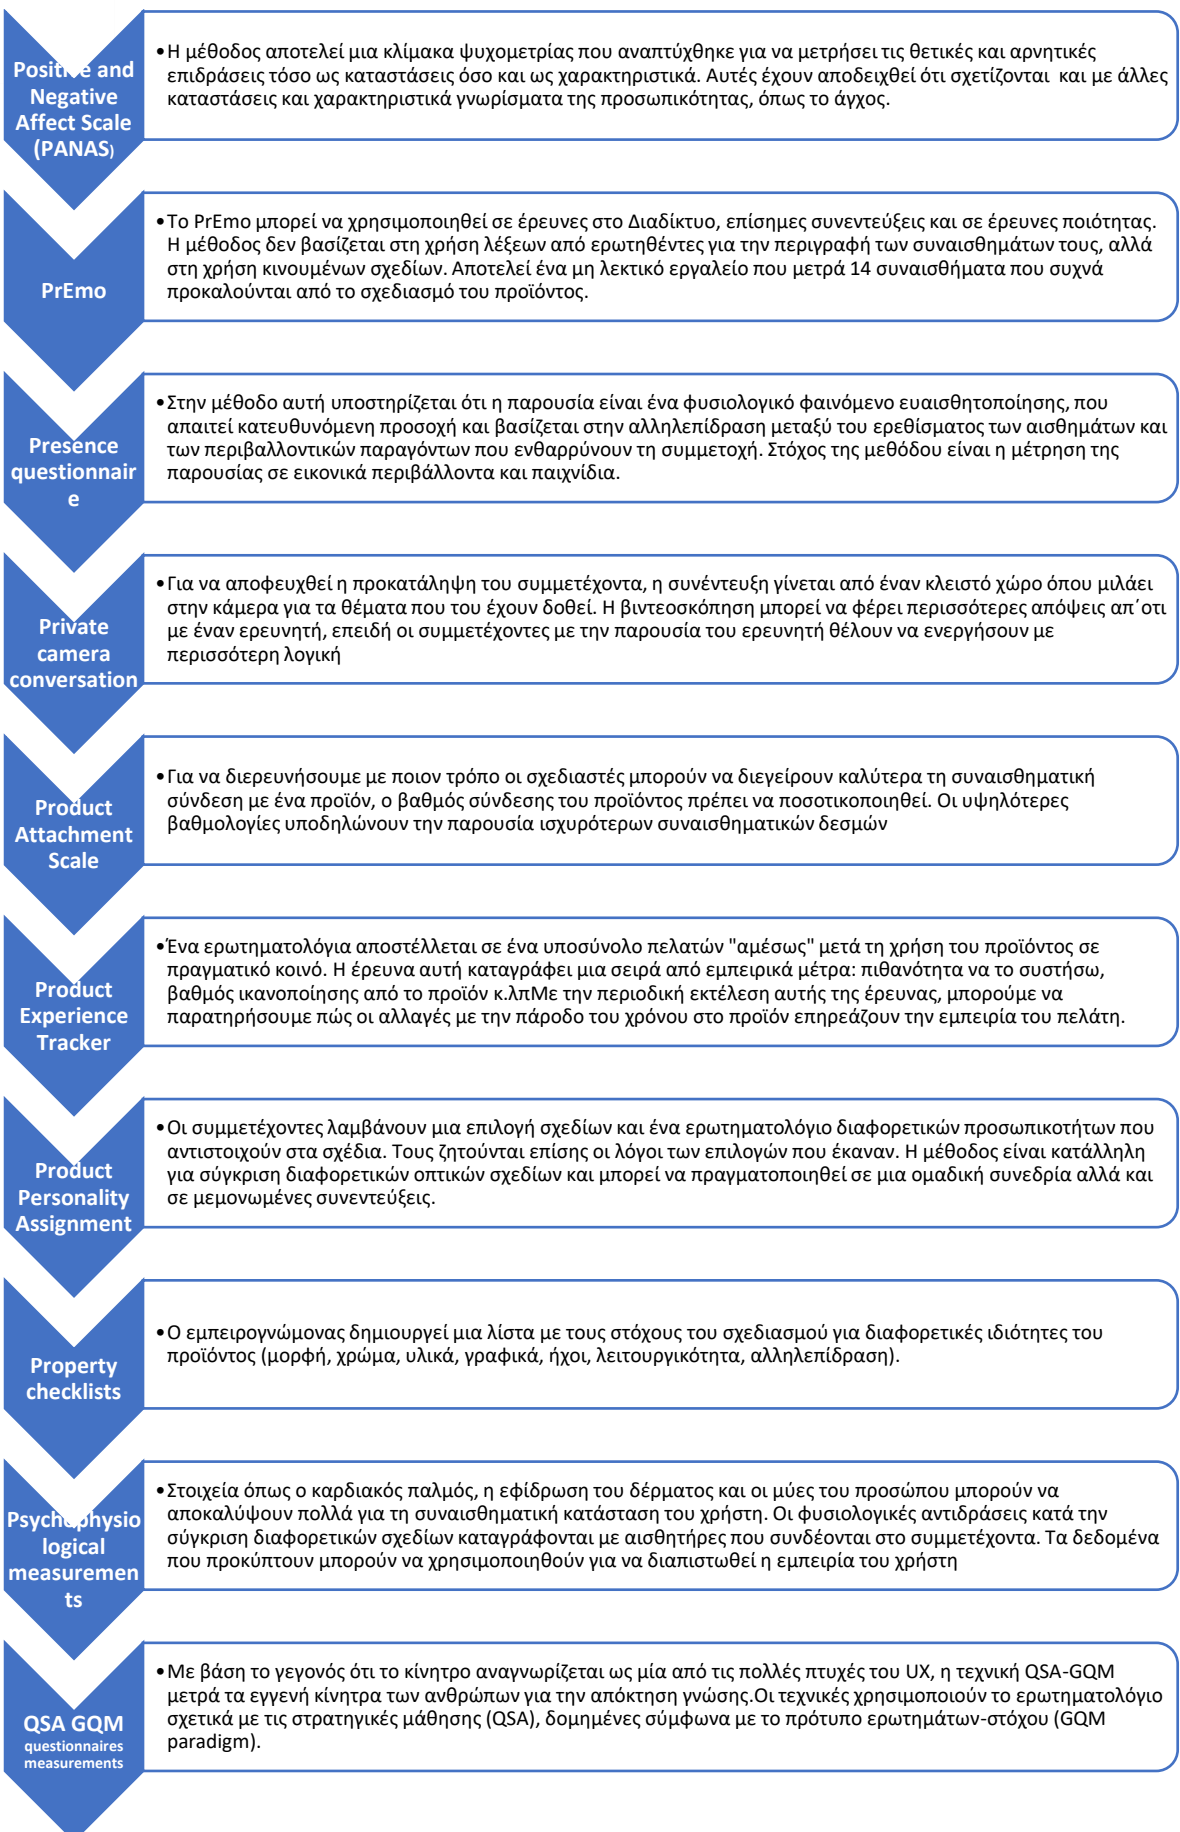 Positive and
Negative
Affect Scale
(PANAS)
•Η μέθοδος αποτελεί μια κλίμακα ψυχομετρίας που αναπτύχθηκε για να μετρήσει τις θετικές και αρνητικές
επιδράσεις τόσο ως καταστάσεις όσο και ως χαρακτηριστικά. Αυτές έχουν αποδειχθεί ότι σχετίζονται  και με άλλες
καταστάσεις και χαρακτηριστικά γνωρίσματα της προσωπικότητας, όπως το άγχος.
PrEmo
•Το PrEmo μπορεί να χρησιμοποιηθεί σε έρευνες στο Διαδίκτυο, επίσημες συνεντεύξεις και σε έρευνες ποιότητας.
Η μέθοδος δεν βασίζεται στη χρήση λέξεων από ερωτηθέντες για την περιγραφή των συναισθημάτων τους, αλλά
στη χρήση κινουμένων σχεδίων. Αποτελεί ένα μη λεκτικό εργαλείο που μετρά 14 συναισθήματα που συχνά
προκαλούνται από το σχεδιασμό του προϊόντος.
Presence
questionnair
e
•Στην μέθοδο αυτή υποστηρίζεται ότι η παρουσία είναι ένα φυσιολογικό φαινόμενο ευαισθητοποίησης, που
απαιτεί κατευθυνόμενη προσοχή και βασίζεται στην αλληλεπίδραση μεταξύ του ερεθίσματος των αισθημάτων και
των περιβαλλοντικών παραγόντων που ενθαρρύνουν τη συμμετοχή. Στόχος της μεθόδου είναι η μέτρηση της
παρουσίας σε εικονικά περιβάλλοντα και παιχνίδια.
Private
camera
conversation
•Για να αποφευχθεί η προκατάληψη του συμμετέχοντα, η συνέντευξη γίνεται από έναν κλειστό χώρο όπου μιλάει
στην κάμερα για τα θέματα που του έχουν δοθεί. Η βιντεοσκόπηση μπορεί να φέρει περισσότερες απόψεις απ΄οτι
με έναν ερευνητή, επειδή οι συμμετέχοντες με την παρουσία του ερευνητή θέλουν να ενεργήσουν με
περισσότερη λογική
Product
Attachment
Scale
•Για να διερευνήσουμε με ποιον τρόπο οι σχεδιαστές μπορούν να διεγείρουν καλύτερα τη συναισθηματική
σύνδεση με ένα προϊόν, ο βαθμός σύνδεσης του προϊόντος πρέπει να ποσοτικοποιηθεί. Οι υψηλότερες
βαθμολογίες υποδηλώνουν την παρουσία ισχυρότερων συναισθηματικών δεσμών
Product
Experience
Tracker
•Ένα ερωτηματολόγια αποστέλλεται σε ένα υποσύνολο πελατών "αμέσως" μετά τη χρήση του προϊόντος σε
πραγματικό κοινό. Η έρευνα αυτή καταγράφει μια σειρά από εμπειρικά μέτρα: πιθανότητα να το συστήσω,
βαθμός ικανοποίησης από το προϊόν κ.λπΜε την περιοδική εκτέλεση αυτής της έρευνας, μπορούμε να
παρατηρήσουμε πώς οι αλλαγές με την πάροδο του χρόνου στο προϊόν επηρεάζουν την εμπειρία του πελάτη.
Product
Personality
Assignment
•Οι συμμετέχοντες λαμβάνουν μια επιλογή σχεδίων και ένα ερωτηματολόγιο διαφορετικών προσωπικοτήτων που
αντιστοιχούν στα σχέδια. Τους ζητούνται επίσης οι λόγοι των επιλογών που έκαναν. Η μέθοδος είναι κατάλληλη
για σύγκριση διαφορετικών οπτικών σχεδίων και μπορεί να πραγματοποιηθεί σε μια ομαδική συνεδρία αλλά και
σε μεμονωμένες συνεντεύξεις.
Property
checklists
•Ο εμπειρογνώμονας δημιουργεί μια λίστα με τους στόχους του σχεδιασμού για διαφορετικές ιδιότητες του
προϊόντος (μορφή, χρώμα, υλικά, γραφικά, ήχοι, λειτουργικότητα, αλληλεπίδραση).
Psychophysio
logical
measuremen
ts
•Στοιχεία όπως ο καρδιακός παλμός, η εφίδρωση του δέρματος και οι μύες του προσώπου μπορούν να
αποκαλύψουν πολλά για τη συναισθηματική κατάσταση του χρήστη. Οι φυσιολογικές αντιδράσεις κατά την
σύγκριση διαφορετικών σχεδίων καταγράφονται με αισθητήρες που συνδέονται στο συμμετέχοντα. Τα δεδομένα
που προκύπτουν μπορούν να χρησιμοποιηθούν για να διαπιστωθεί η εμπειρία του χρήστη
QSA GQM
questionnaires
measurements
•Με βάση το γεγονός ότι το κίνητρο αναγνωρίζεται ως μία από τις πολλές πτυχές του UX, η τεχνική QSA-GQM
μετρά τα εγγενή κίνητρα των ανθρώπων για την απόκτηση γνώσης.Οι τεχνικές χρησιμοποιούν το ερωτηματολόγιο
σχετικά με τις στρατηγικές μάθησης (QSA), δομημένες σύμφωνα με το πρότυπο ερωτημάτων-στόχου (GQM
paradigm).